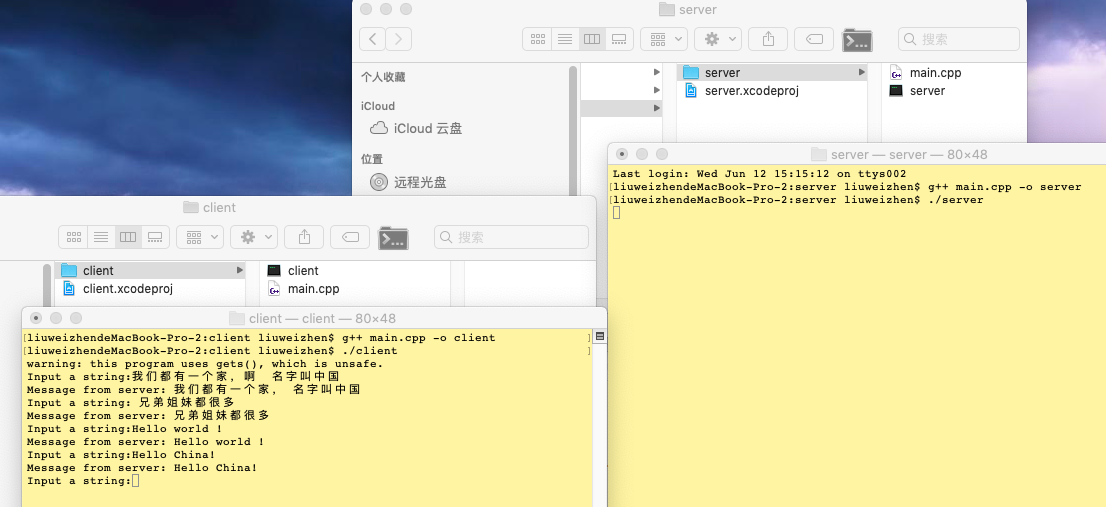 server
搜索
个人收藏
iCloud
iCloud 云盘
位置
远程光盘
server
server.xcodeproj
main.cpp
server
server — server — 80×48
Last login: Wed Jun 12 15:15:12 on ttys002
[liuweizhendeMacBook-Pro-2:server liuweizhen$ g++ main.cpp -o server
[liuweizhendeMacBook-Pro-2:server liuweizhen$ ./server
client
搜索
client
client.xcodeproj
client
main.cpp
client — client — 80×48
[liuweizhendeMacBook-Pro-2:client liuweizhen$ g++ main.cpp -o client ]
[liuweizhendeMacBook-Pro-2:client liuweizhen$ ./client ]
warning: this program uses gets(), which is unsafe.
Input a string:我们都有一个家，啊 名字叫中国
Message from server: 我们都有一个家， 名字叫中国
Input a string: 兄弟姐妹都很多
Message from server: 兄弟姐妹都很多
Input a string:Hello world !
Message from server: Hello world !
Input a string:Hello China!
Message from server: Hello China!
Input a string: